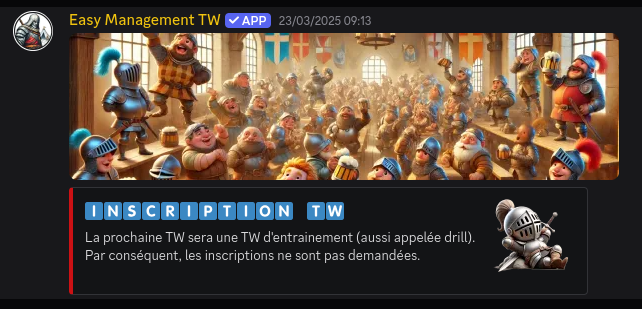 Easy Management TW ✓ APP 23/03/2025 09:13
INSCRIPTION TW
La prochaine TW sera une TW d'entrainement (aussi appelée drill).
Par conséquent, les inscriptions ne sont pas demandées.